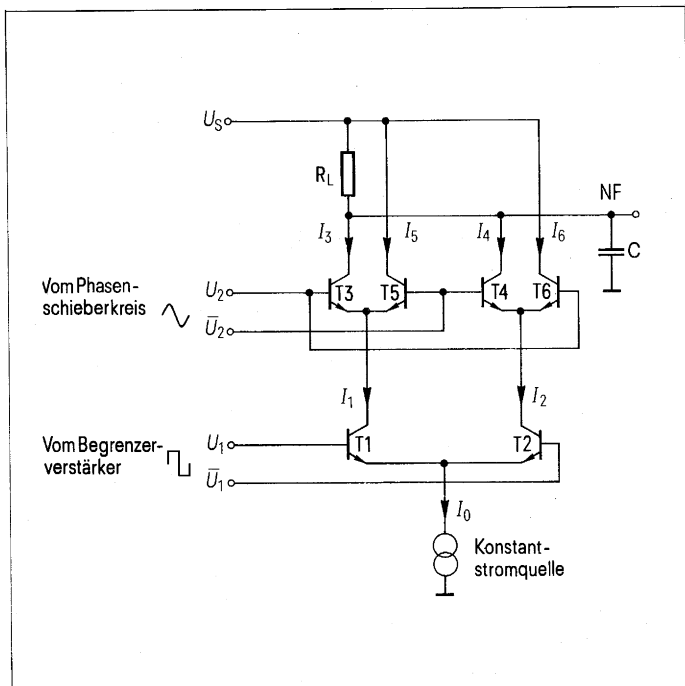 U_S
R_L
NF
I_3
I_5
I_4
I_6
C
Vom Phasen-
schieberkreis
U_2
T3
T5
T4
T6
Ū_2
I_1
I_2
Vom Begrenzer-
verstärker
U_1
T1
T2
Ū_1
I_0
Konstant-
stromquelle